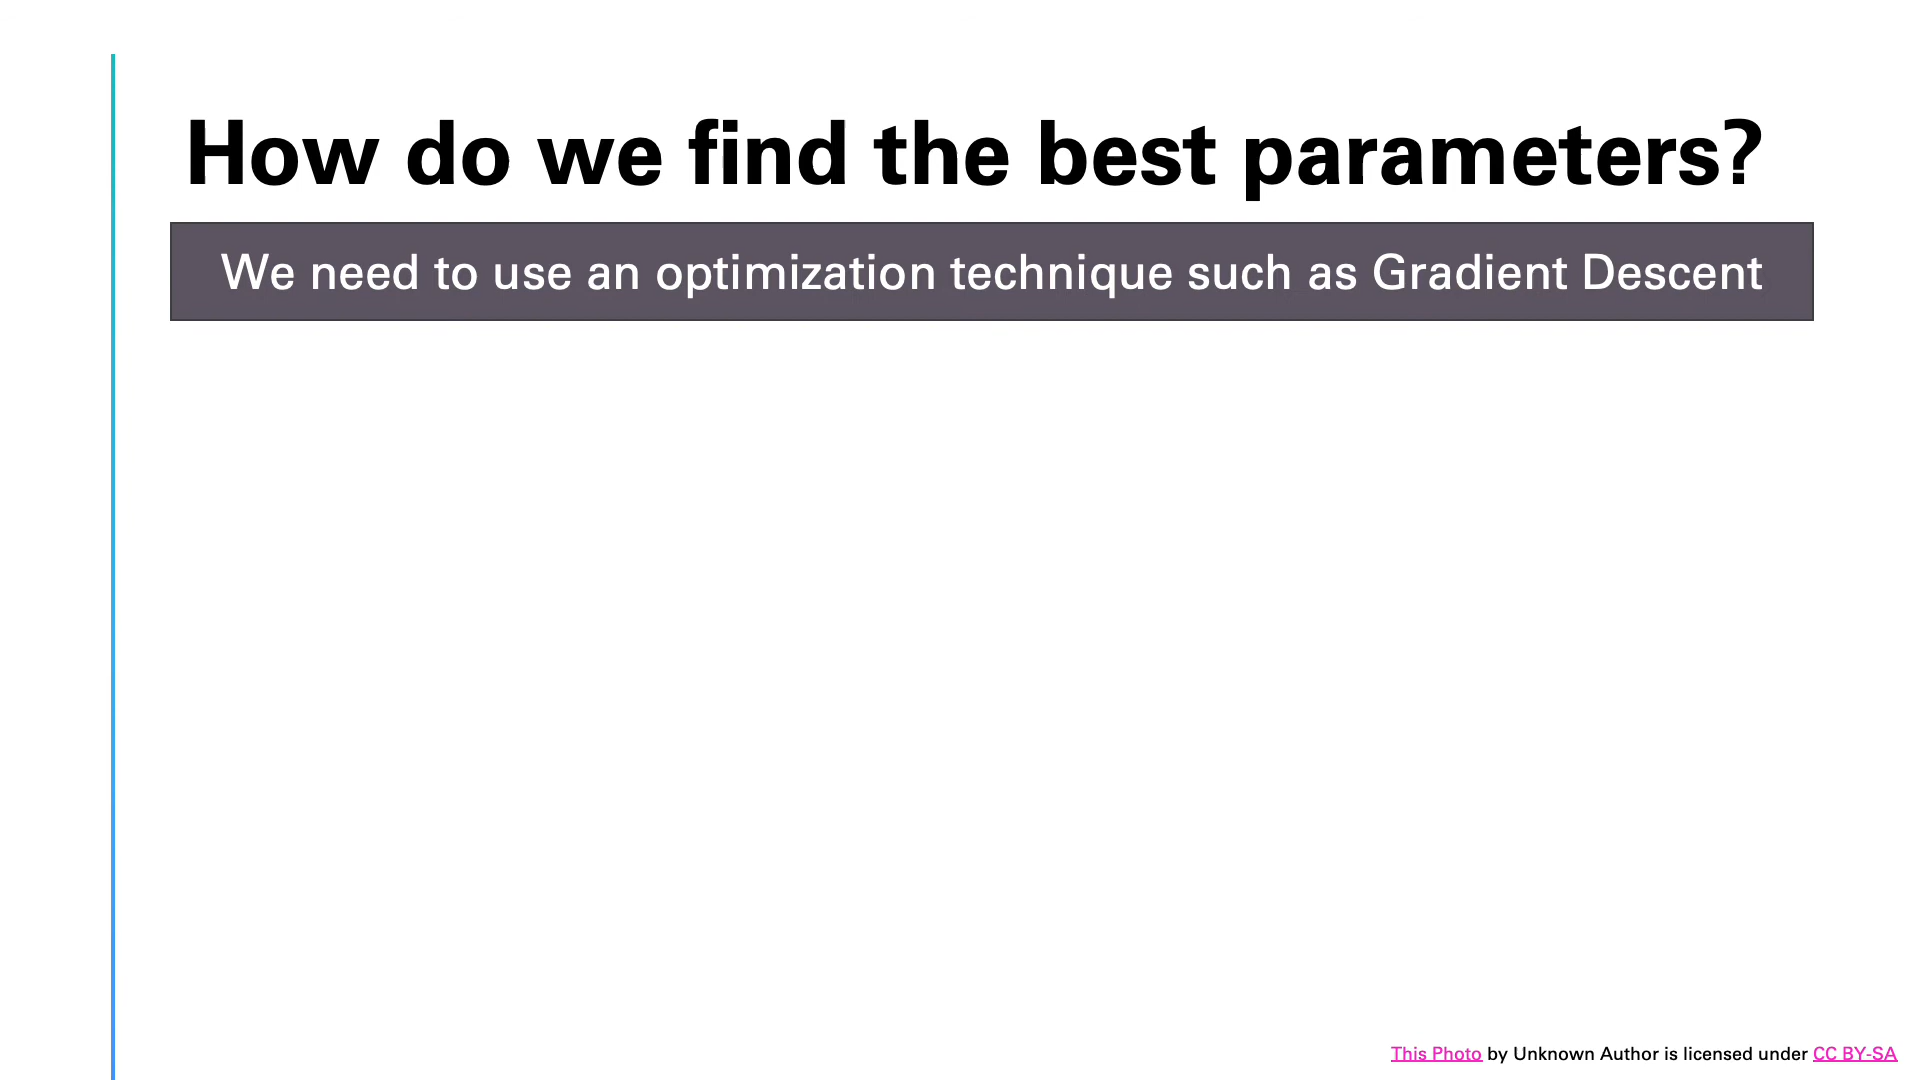 How do we find the best parameters?
We need to use an optimization technique such as Gradient Descent
This Photo by Unknown Author is licensed under CC BY-SA